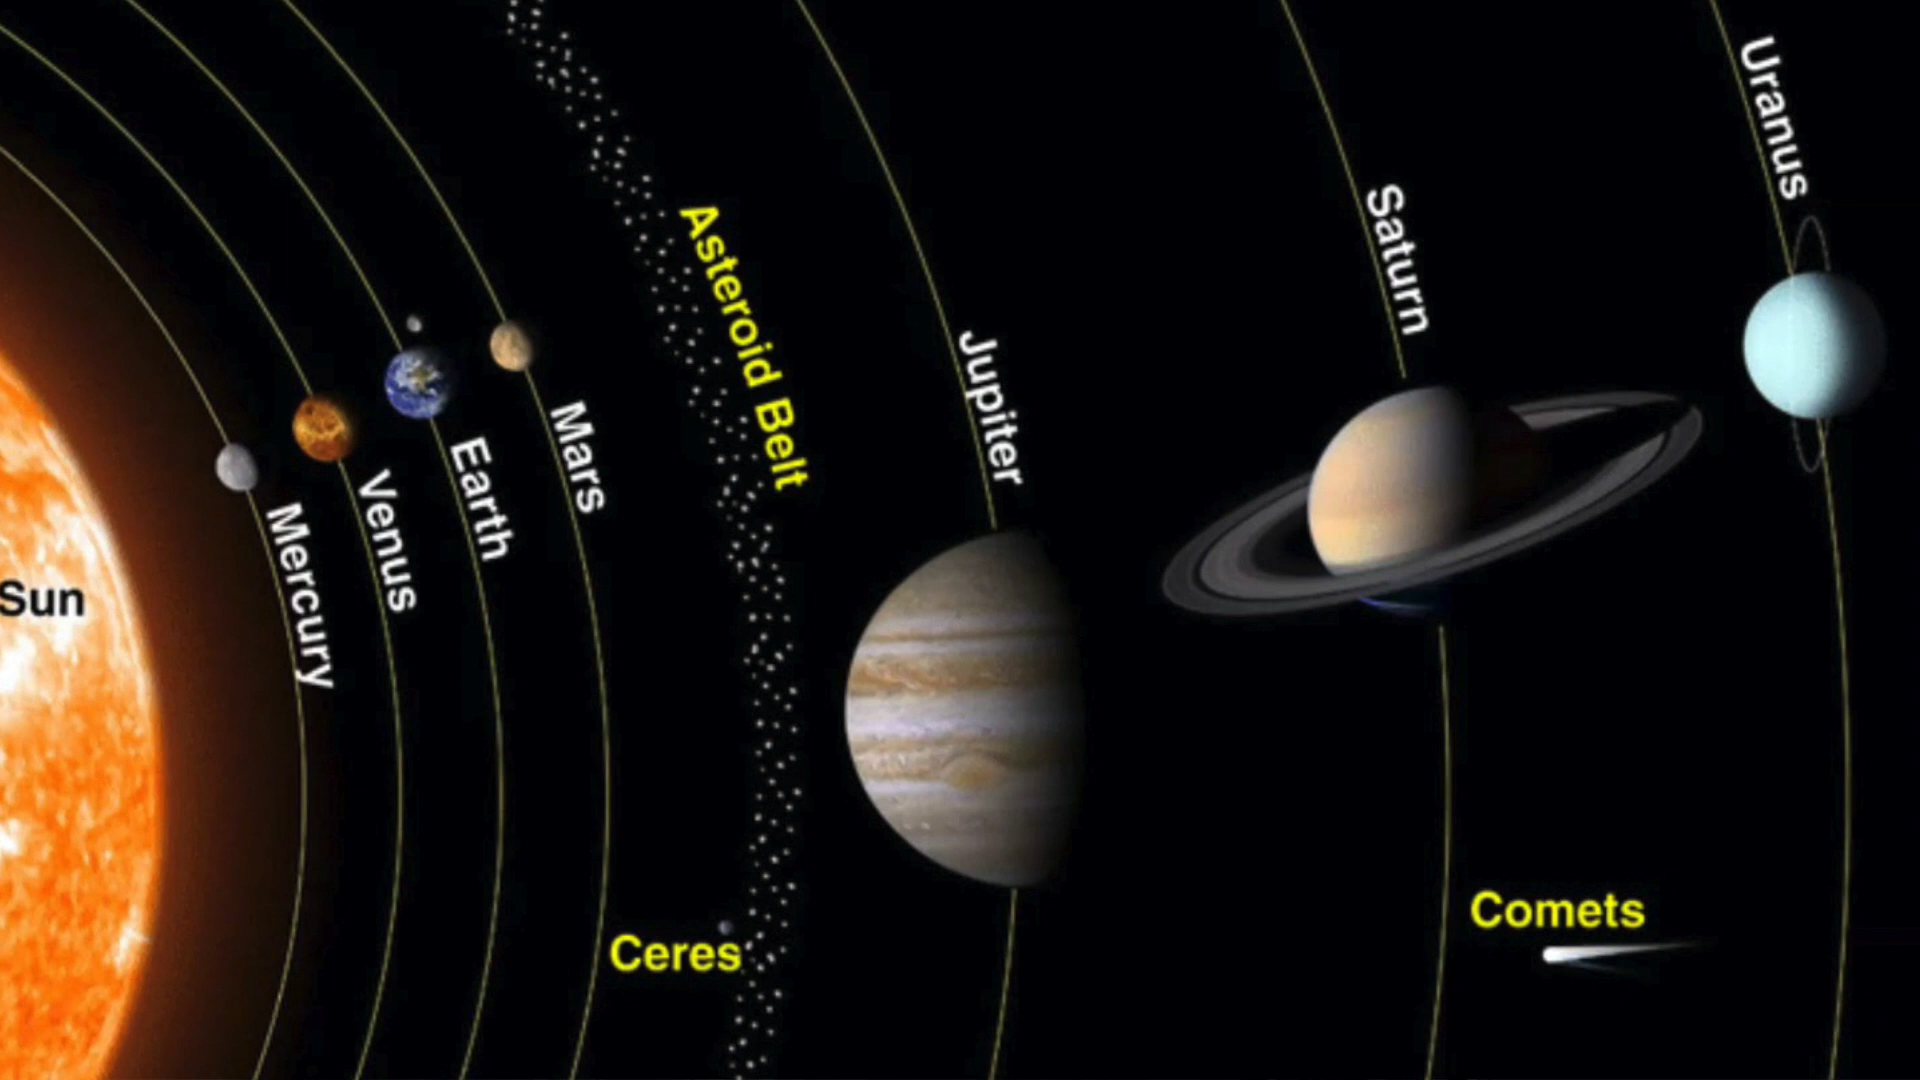 Sun
Mercury
Venus
Earth
Mars
Asteroid Belt
Ceres
Jupiter
Saturn
Comets
Uranus